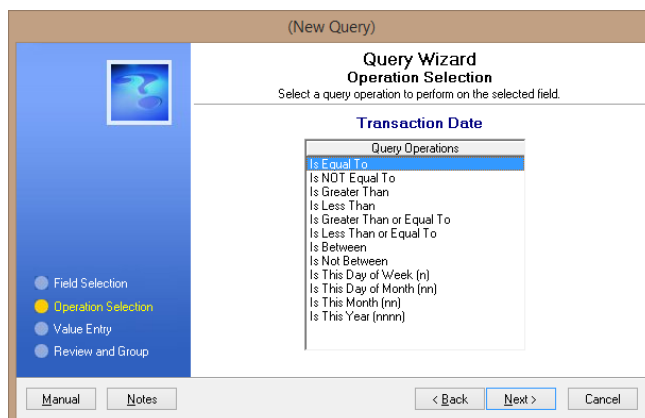 (New Query)
Query Wizard
Operation Selection
Select a query operation to perform on the selected field.
Transaction Date
Query Operations
Is Equal To
Is NOT Equal To
Is Greater Than
Is Less Than
Is Greater Than or Equal To
Is Less Than or Equal To
Is Between
Is Not Between
Is This Day of Week (n)
Is This Day of Month (nn)
Is This Month (nn)
Is This Year (nnnn)
Field Selection
Operation Selection
Value Entry
Review and Group
Manual
Notes
< Back
Next >
Cancel